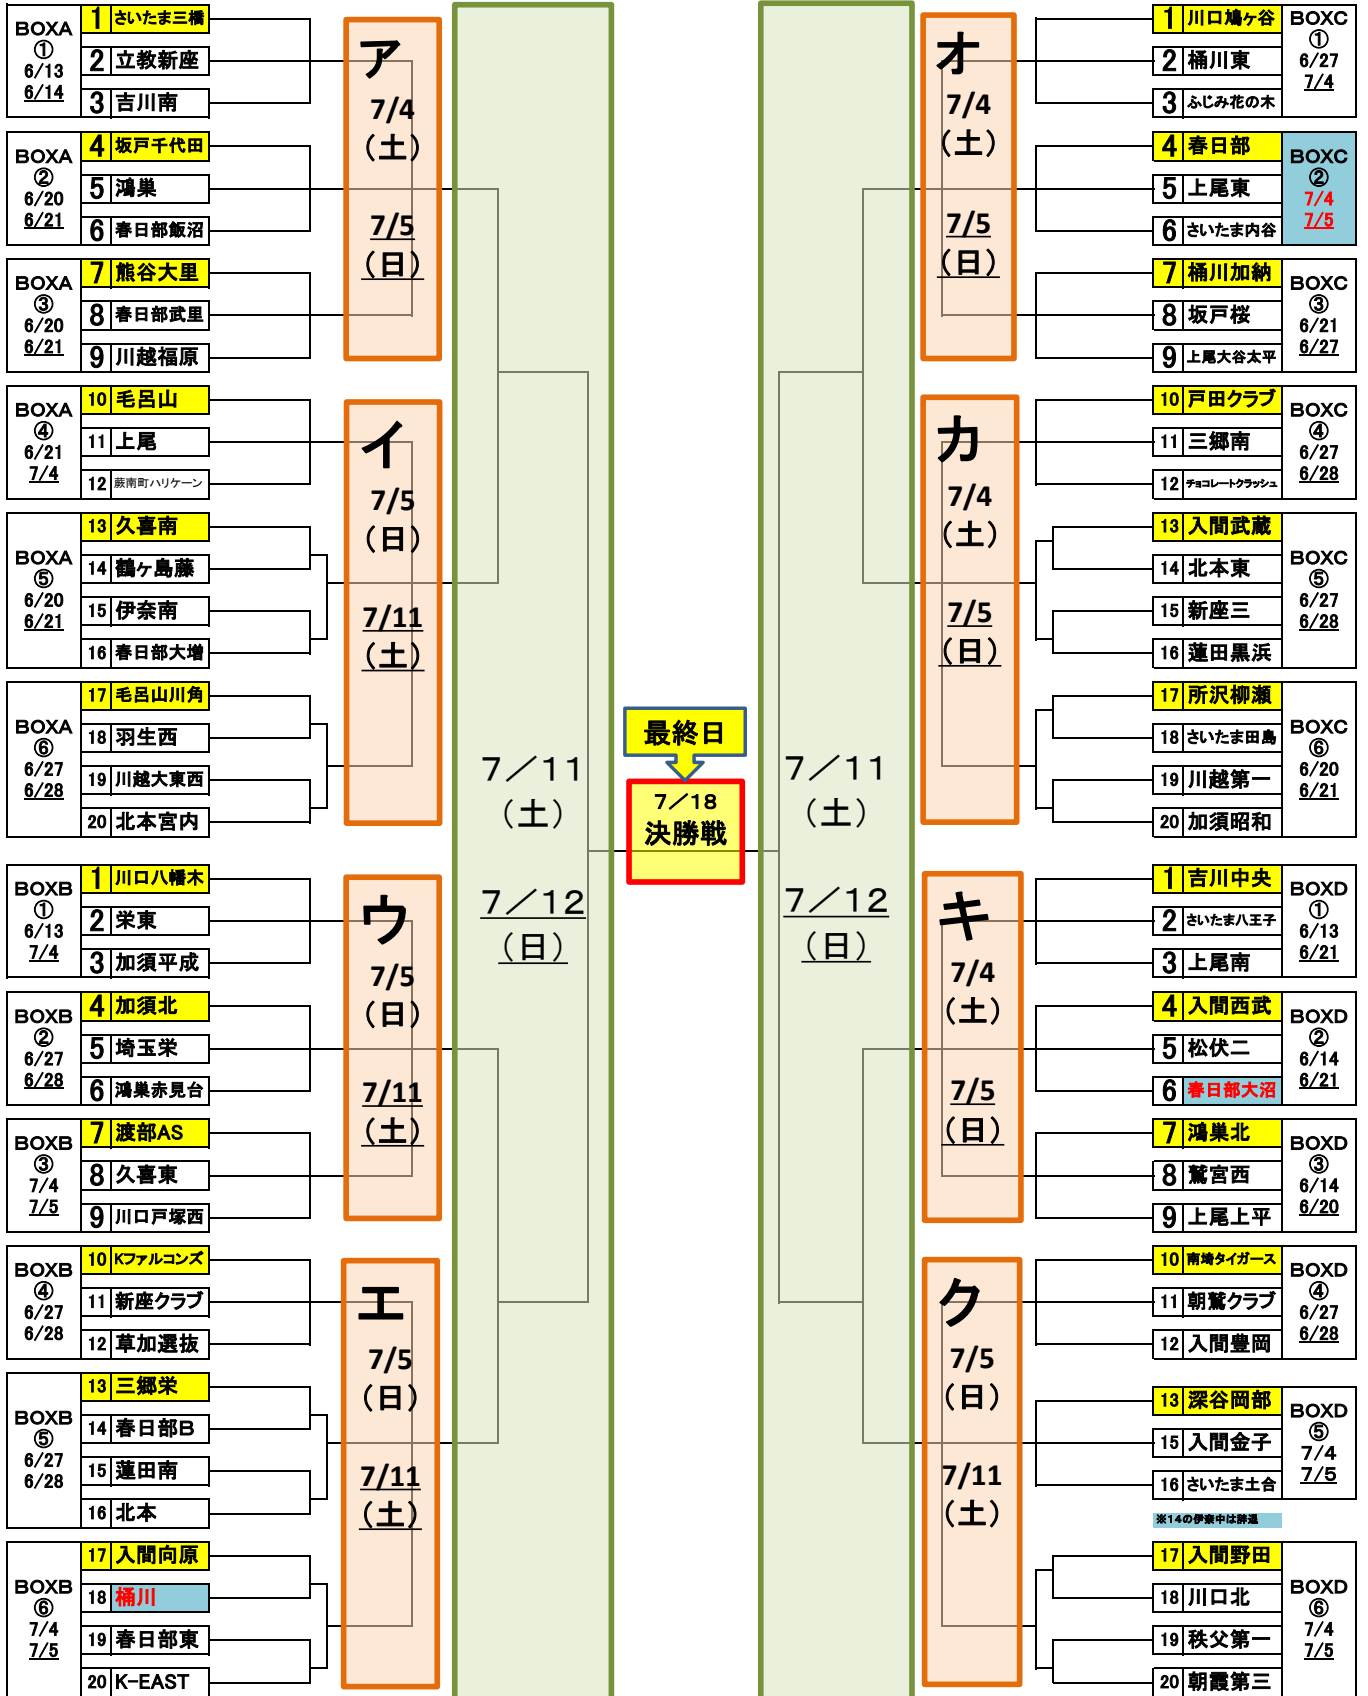 BOXA
①
6/13
6/14
1 さいたま三橋
2 立教新座
3 吉川南
BOXA
②
6/20
6/21
4 坂戸千代田
5 鴻巣
6 春日部飯沼
BOXA
③
6/20
6/21
7 熊谷大里
8 春日部武里
9 川越福原
BOXA
④
6/21
7/4
10 毛呂山
11 上尾
12 蕨南町ハリケーン
BOXA
⑤
6/20
6/21
13 久喜南
14 鶴ヶ島藤
15 伊奈南
16 春日部大増
BOXA
⑥
6/27
6/28
17 毛呂山川角
18 羽生西
19 川越大東西
20 北本宮内
BOXB
①
6/13
7/4
1 川口八幡木
2 栄東
3 加須平成
BOXB
②
6/27
6/28
4 加須北
5 埼玉栄
6 鴻巣赤見台
BOXB
③
7/4
7/5
7 渡部AS
8 久喜東
9 川口戸塚西
BOXB
④
6/27
6/28
10 Kファルコンズ
11 新座クラブ
12 草加選抜
BOXB
⑤
6/27
6/28
13 三郷栄
14 春日部B
15 蓮田南
16 北本
BOXB
⑥
7/4
7/5
17 入間向原
18 桶川
19 春日部東
20 K-EAST
ア
7/4
(土)
7/5
(日)
イ
7/5
(日)
7/11
(土)
ウ
7/5
(日)
7/11
(土)
エ
7/5
(日)
7/11
(土)
7/11
(土)
7/12
(日)
最終日
7/18
決勝戦
7/11
(土)
7/12
(日)
オ
7/4
(土)
7/5
(日)
カ
7/4
(土)
7/5
(日)
キ
7/4
(土)
7/5
(日)
ク
7/5
(日)
7/11
(土)
1 川口鳩ヶ谷
2 桶川東
3 ふじみ花の木
BOXC
①
6/27
7/4
4 春日部
5 上尾東
6 さいたま内谷
BOXC
②
7/4
7/5
7 桶川加納
8 坂戸桜
9 上尾大谷太平
BOXC
③
6/21
6/27
10 戸田クラブ
11 三郷南
12 チョコレートクラッシュ
BOXC
④
6/27
6/28
13 入間武蔵
14 北本東
15 新座三
16 蓮田黒浜
BOXC
⑤
6/27
6/28
17 所沢柳瀬
18 さいたま田島
19 川越第一
20 加須昭和
BOXC
⑥
6/20
6/21
1 吉川中央
2 さいたま八王子
3 上尾南
BOXD
①
6/13
6/21
4 入間西武
5 松伏二
6 春日部大沼
BOXD
②
6/14
6/21
7 鴻巣北
8 鷲宮西
9 上尾上平
BOXD
③
6/14
6/20
10 南埼タイガース
11 朝鷲クラブ
12 入間豊岡
BOXD
④
6/27
6/28
13 深谷岡部
15 入間金子
16 さいたま土合
BOXD
⑤
7/4
7/5
※14の伊奈中は辞退
17 入間野田
18 川口北
19 秩父第一
20 朝霞第三
BOXD
⑥
7/4
7/5